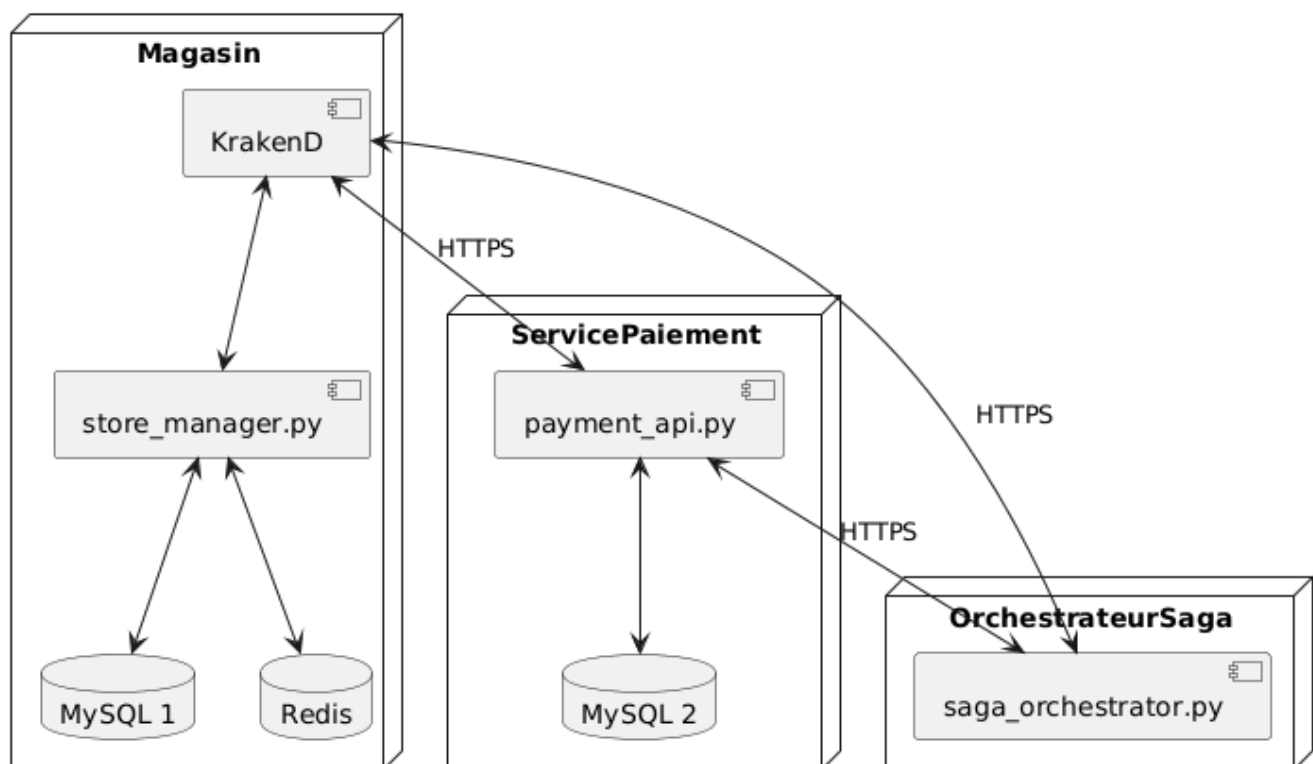 Magasin
KrakenD
HTTPS
ServicePaiement
HTTPS
store_manager.py
payment_api.py
HTTPS
OrchestrateurSaga
MySQL 1
Redis
MySQL 2
saga_orchestrator.py